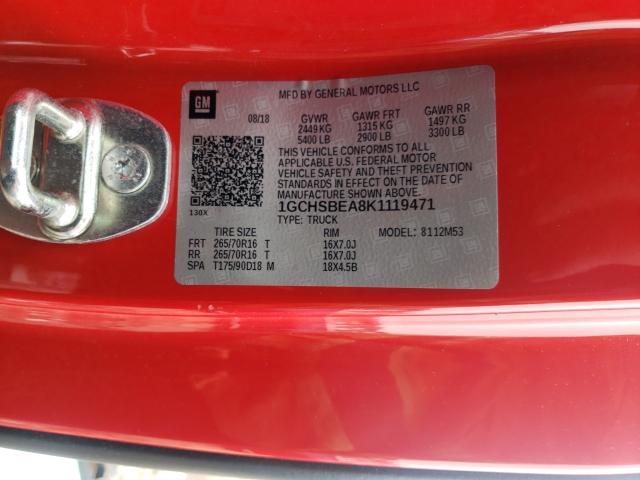 GM
MFD BY GENERAL MOTORS LLC
08/18 GVWR GAWR FRT GAWR RR
2449 KG 1315 KG 1497 KG
5400 LB 2900 LB 3300 LB
THIS VEHICLE CONFORMS TO ALL
APPLICABLE U.S. FEDERAL MOTOR
VEHICLE SAFETY AND THEFT PREVENTION
STANDARDS IN EFFECT ON THE DATE OF
MANUFACTURE SHOWN ABOVE.
130X
1GCHSBEA8K1119471
TYPE: TRUCK MODEL: 8112M53
TIRE SIZE RIM
FRT 265/70R16 T 16X7.0J
RR 265/70R16 T 16X7.0J
SPA T175/90D18 M 18X4.5B